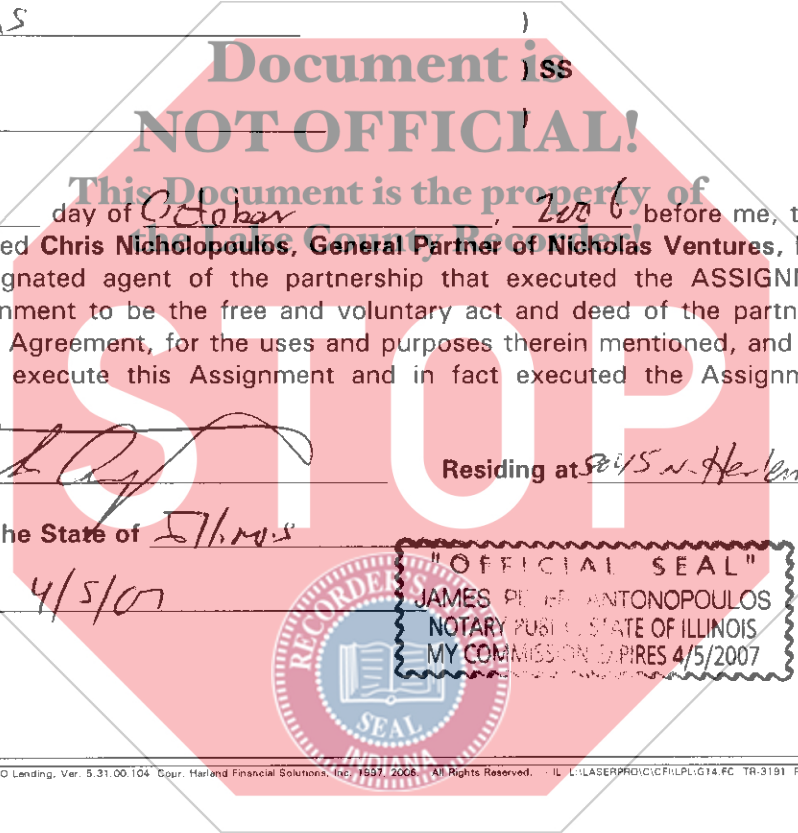 )
Document is
) SS
NOT OFFICIAL!
)
This Document is the property of
the Lake County Recorder!
day of October , 2006 before me, t
ed Chris Nicholopoulos, General Partner of Nicholas Ventures,
gnated agent of the partnership that executed the ASSIGN
nment to be the free and voluntary act and deed of the partn
Agreement, for the uses and purposes therein mentioned, and
execute this Assignment and in fact executed the Assignm
STOP
Residing at N. Harlem
he State of Illinois
4/5/07
"OFFICIAL SEAL"
JAMES ANTONOPOULOS
NOTARY PUBLIC STATE OF ILLINOIS
MY COMMISSION EXPIRES 4/5/2007
RECORDER'S
SEAL
INDIANA
O Lending, Ver. 5.31.00.104 Copr. Harland Financial Solutions, Inc. 1997, 2006. All Rights Reserved. - IL L:\LASERPRO\C\CFI\LPL\G14.FC TR-3191